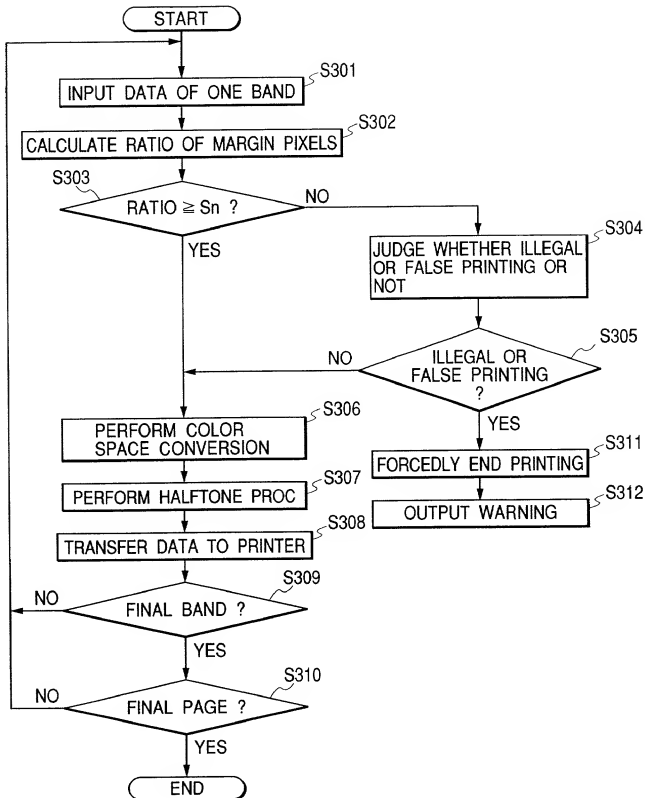 START
S301
INPUT DATA OF ONE BAND
S302
CALCULATE RATIO OF MARGIN PIXELS
S303
RATIO ≧ Sn ?
NO
YES
S304
JUDGE WHETHER ILLEGAL
OR FALSE PRINTING OR
NOT
S305
ILLEGAL OR
FALSE PRINTING
?
NO
YES
S306
PERFORM COLOR
SPACE CONVERSION
S311
FORCEDLY END PRINTING
S307
PERFORM HALFTONE PROC
S312
OUTPUT WARNING
S308
TRANSFER DATA TO PRINTER
S309
FINAL BAND ?
NO
YES
S310
FINAL PAGE ?
NO
YES
END